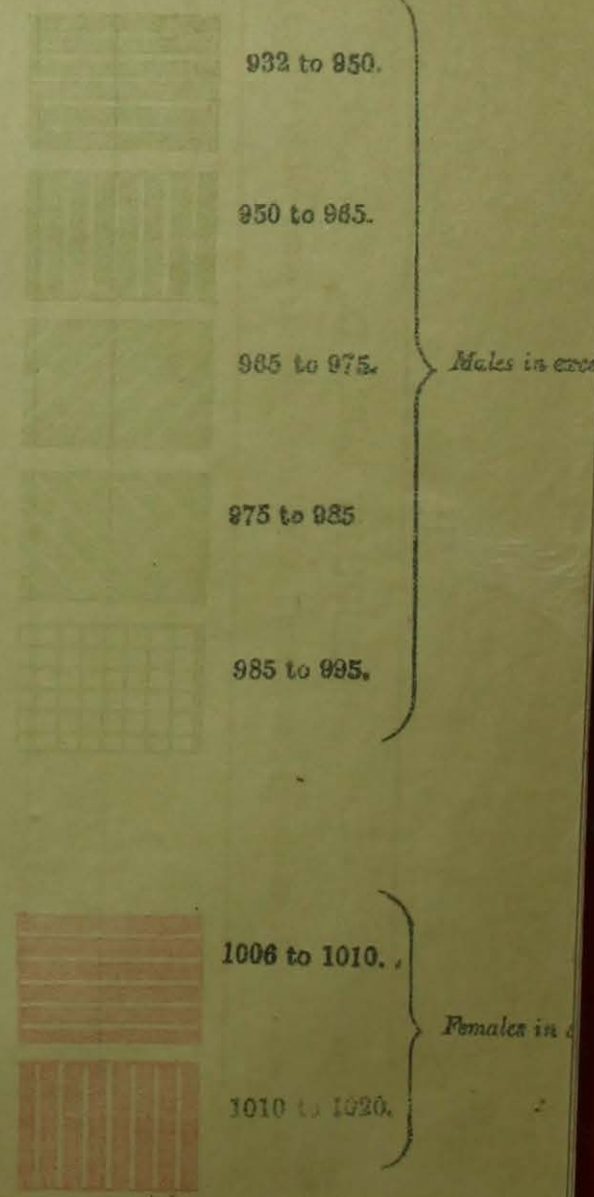 932 to 950.
950 to 965.
965 to 975.
Males in
975 to 985
985 to 995.
1006 to 1010.
Females in
1010 to 1020.